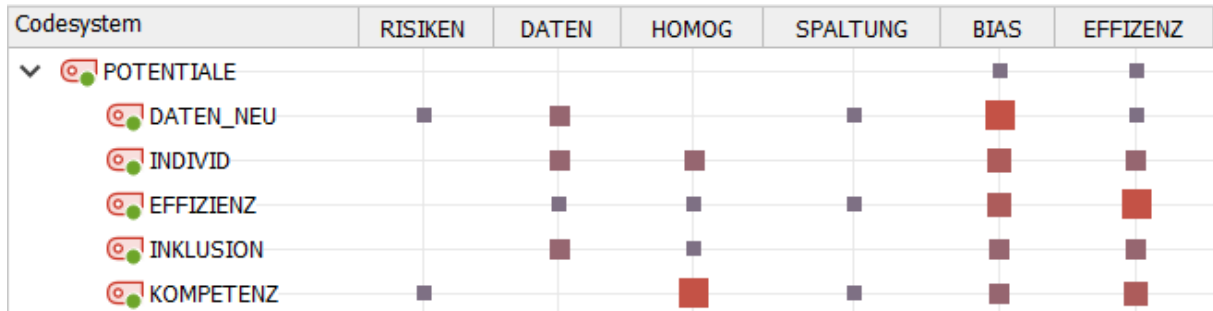 Codesystem RISIKEN DATEN HOMOG SPALTUNG BIAS EFFIZENZ
POTENTIALE
DATEN_NEU
INDIVID
EFFIZIENZ
INKLUSION
KOMPETENZ